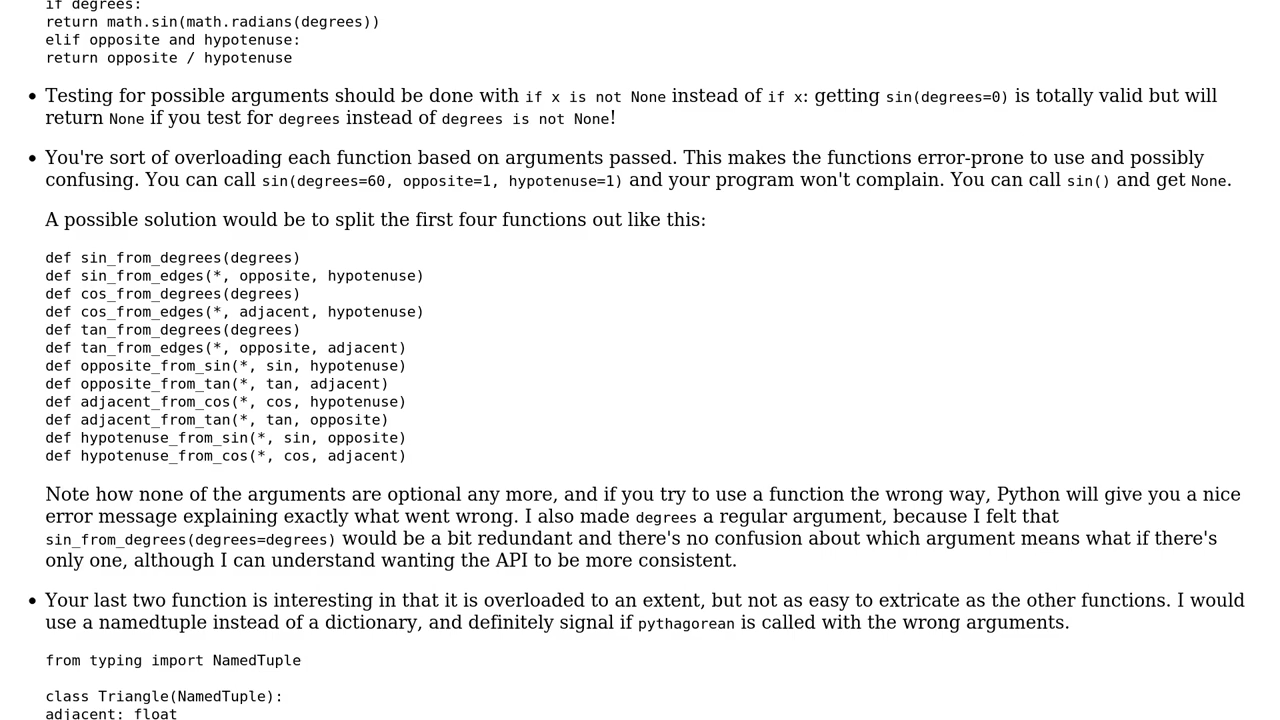 if degrees:
return math.sin(math.radians(degrees))
elif opposite and hypotenuse:
return opposite / hypotenuse
Testing for possible arguments should be done with if x is not None instead of if x: getting sin(degrees=0) is totally valid but will
return None if you test for degrees instead of degrees is not None!
You're sort of overloading each function based on arguments passed. This makes the functions error-prone to use and possibly
confusing. You can call sin(degrees=60, opposite=1, hypotenuse=1) and your program won't complain. You can call sin() and get None.
A possible solution would be to split the first four functions out like this:
def sin_from_degrees(degrees)
def sin_from_edges(*, opposite, hypotenuse)
def cos_from_degrees(degrees)
def cos_from_edges(*, adjacent, hypotenuse)
def tan_from_degrees(degrees)
def tan_from_edges(*, opposite, adjacent)
def opposite_from_sin(*, sin, hypotenuse)
def opposite_from_tan(*, tan, adjacent)
def adjacent_from_cos(*, cos, hypotenuse)
def adjacent_from_tan(*, tan, opposite)
def hypotenuse_from_sin(*, sin, opposite)
def hypotenuse_from_cos(*, cos, adjacent)
Note how none of the arguments are optional any more, and if you try to use a function the wrong way, Python will give you a nice
error message explaining exactly what went wrong. I also made degrees a regular argument, because I felt that
sin_from_degrees(degrees=degrees) would be a bit redundant and there's no confusion about which argument means what if there's
only one, although I can understand wanting the API to be more consistent.
Your last two function is interesting in that it is overloaded to an extent, but not as easy to extricate as the other functions. I would
use a namedtuple instead of a dictionary, and definitely signal if pythagorean is called with the wrong arguments.
from typing import NamedTuple
class Triangle(NamedTuple):
adjacent: float